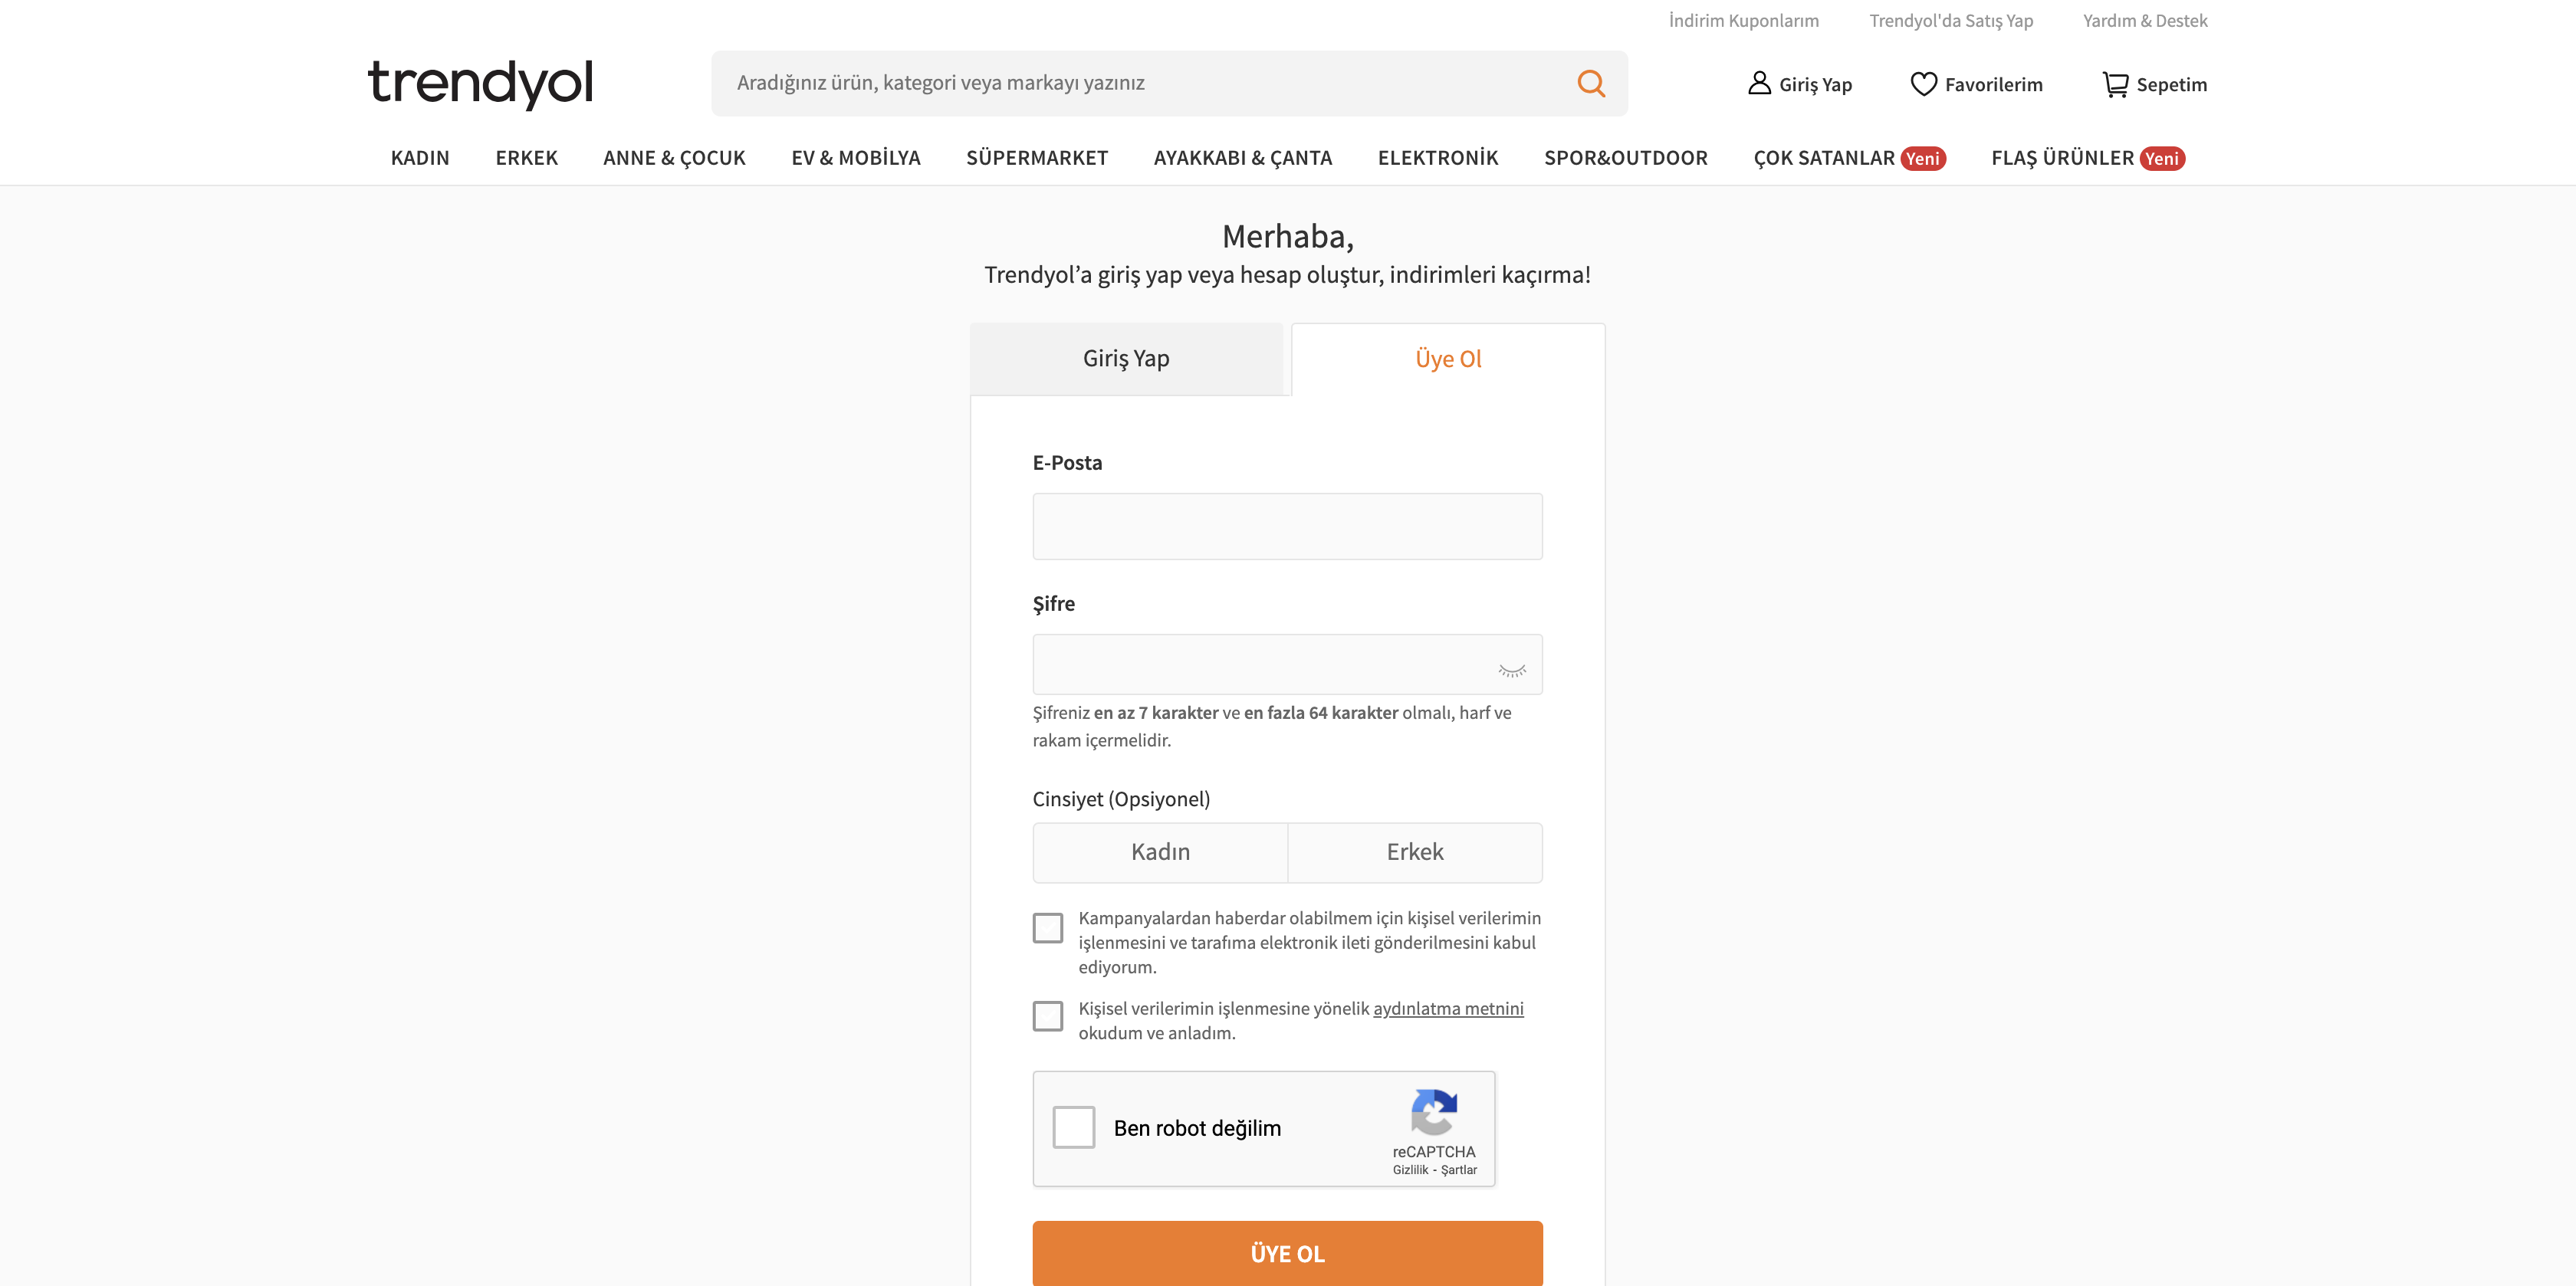 İndirim Kuponlarım Trendyol'da Satış Yap Yardım & Destek
trendyol
Aradığınız ürün, kategori veya markayı yazınız
Giriş Yap Favorilerim Sepetim
KADIN ERKEK ANNE & ÇOCUK EV & MOBİLYA SÜPERMARKET AYAKKABI & ÇANTA ELEKTRONİK SPOR&OUTDOOR ÇOK SATANLAR Yeni FLAŞ ÜRÜNLER Yeni
Merhaba,
Trendyol’a giriş yap veya hesap oluştur, indirimleri kaçırma!
Giriş Yap Üye Ol
E-Posta
Şifre
Şifreniz en az 7 karakter ve en fazla 64 karakter olmalı, harf ve
rakam içermelidir.
Cinsiyet (Opsiyonel)
Kadın Erkek
Kampanyalardan haberdar olabilmem için kişisel verilerimin
işlenmesini ve tarafıma elektronik ileti gönderilmesini kabul
ediyorum.
Kişisel verilerimin işlenmesine yönelik aydınlatma metnini
okudum ve anladım.
Ben robot değilim
reCAPTCHA
Gizlilik - Şartlar
ÜYE OL